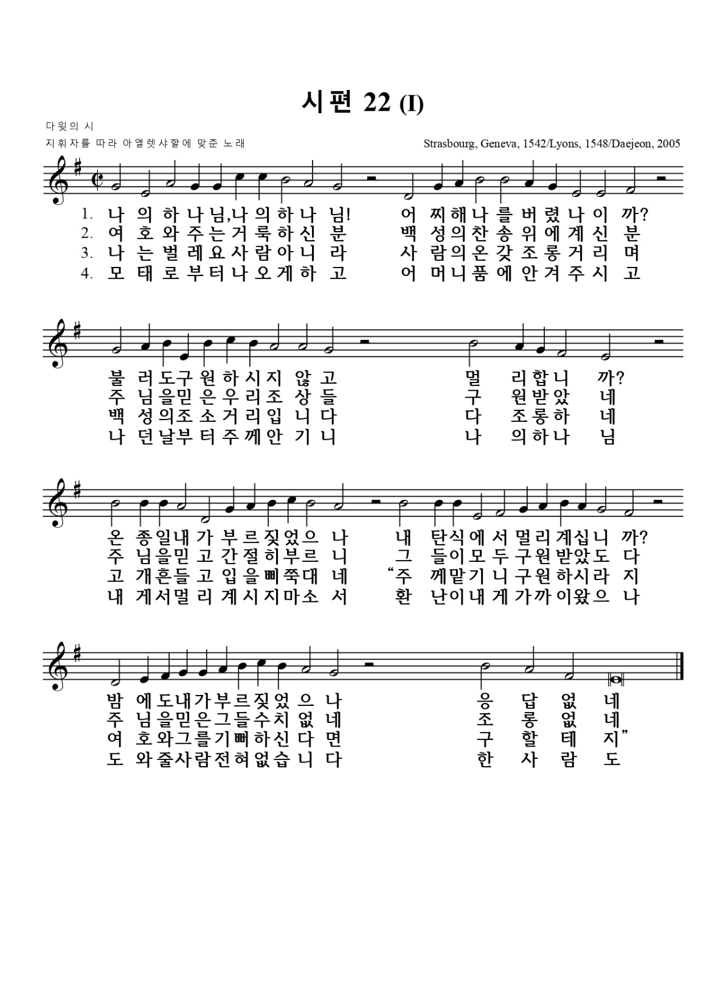 시편 22 (I)
다윗의 시
지휘자를 따라 아앨렛샤할에 맞춘 노래
Strasbourg, Geneva, 1542/Lyons, 1548/Daejeon, 2005
1. 나의하나님,나의하나님! 어찌해나를버렸나이까?
2. 여호와주는거룩하신분 백성의찬송위에계신분
3. 나는벌레요사람아니라 사람의온갖조롱거리며
4. 모태로부터나오게하고 어머니품에안겨주시고
불러도구원하시지않고 멀리합니까?
주님을믿은우리조상들 구원받았네
백성의조소거리입니다 다조롱하네
나던날부터주께안기니 나의하나님
온종일내가부르짖었으나 내탄식에서멀리계십니까?
주님을믿고간절히부르니 그들이모두구원받았도다
고개흔들고입을삐쭉대네 “주께맡기니구원하시라지
내게서멀리계시지마소서 환난이내게가까이왔으나
밤에도내가부르짖었으나 응답없네
주님을믿은그들수치없네 조롱없네
여호와그를기뻐하신다면 구할테지”
도와줄사람전혀없습니다 한사람도